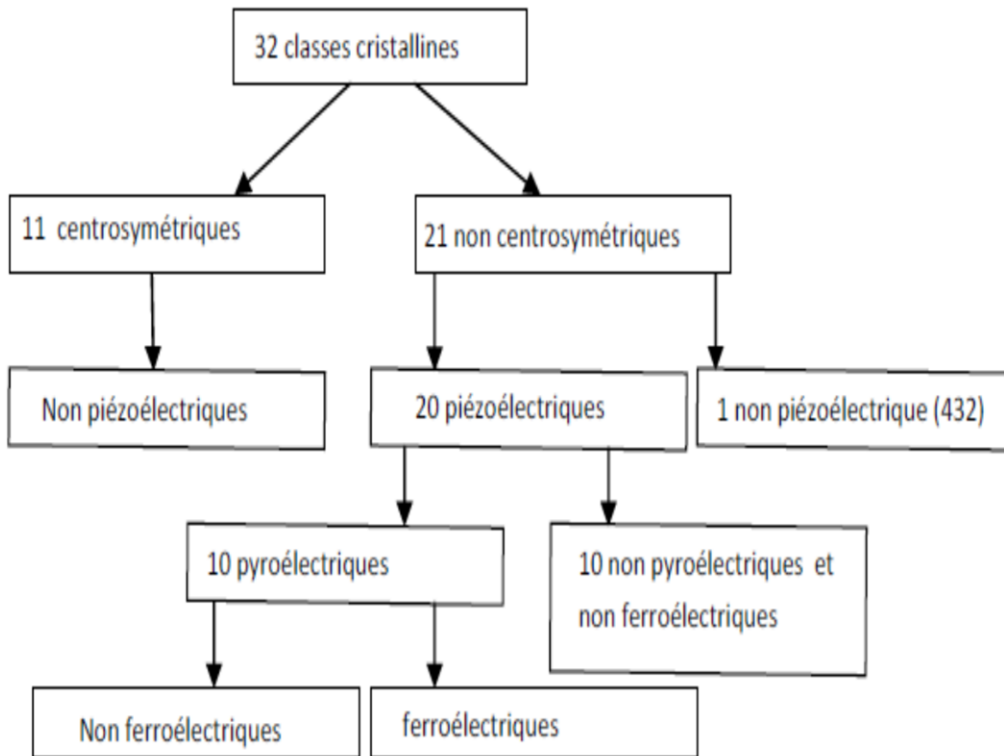 32 classes cristallines
11 centrosymétriques
21 non centrosymétriques
Non piézoélectriques
20 piézoélectriques
1 non piézoélectrique (432)
10 pyroélectriques
10 non pyroélectriques et
non ferroélectriques
Non ferroélectriques
ferroélectriques